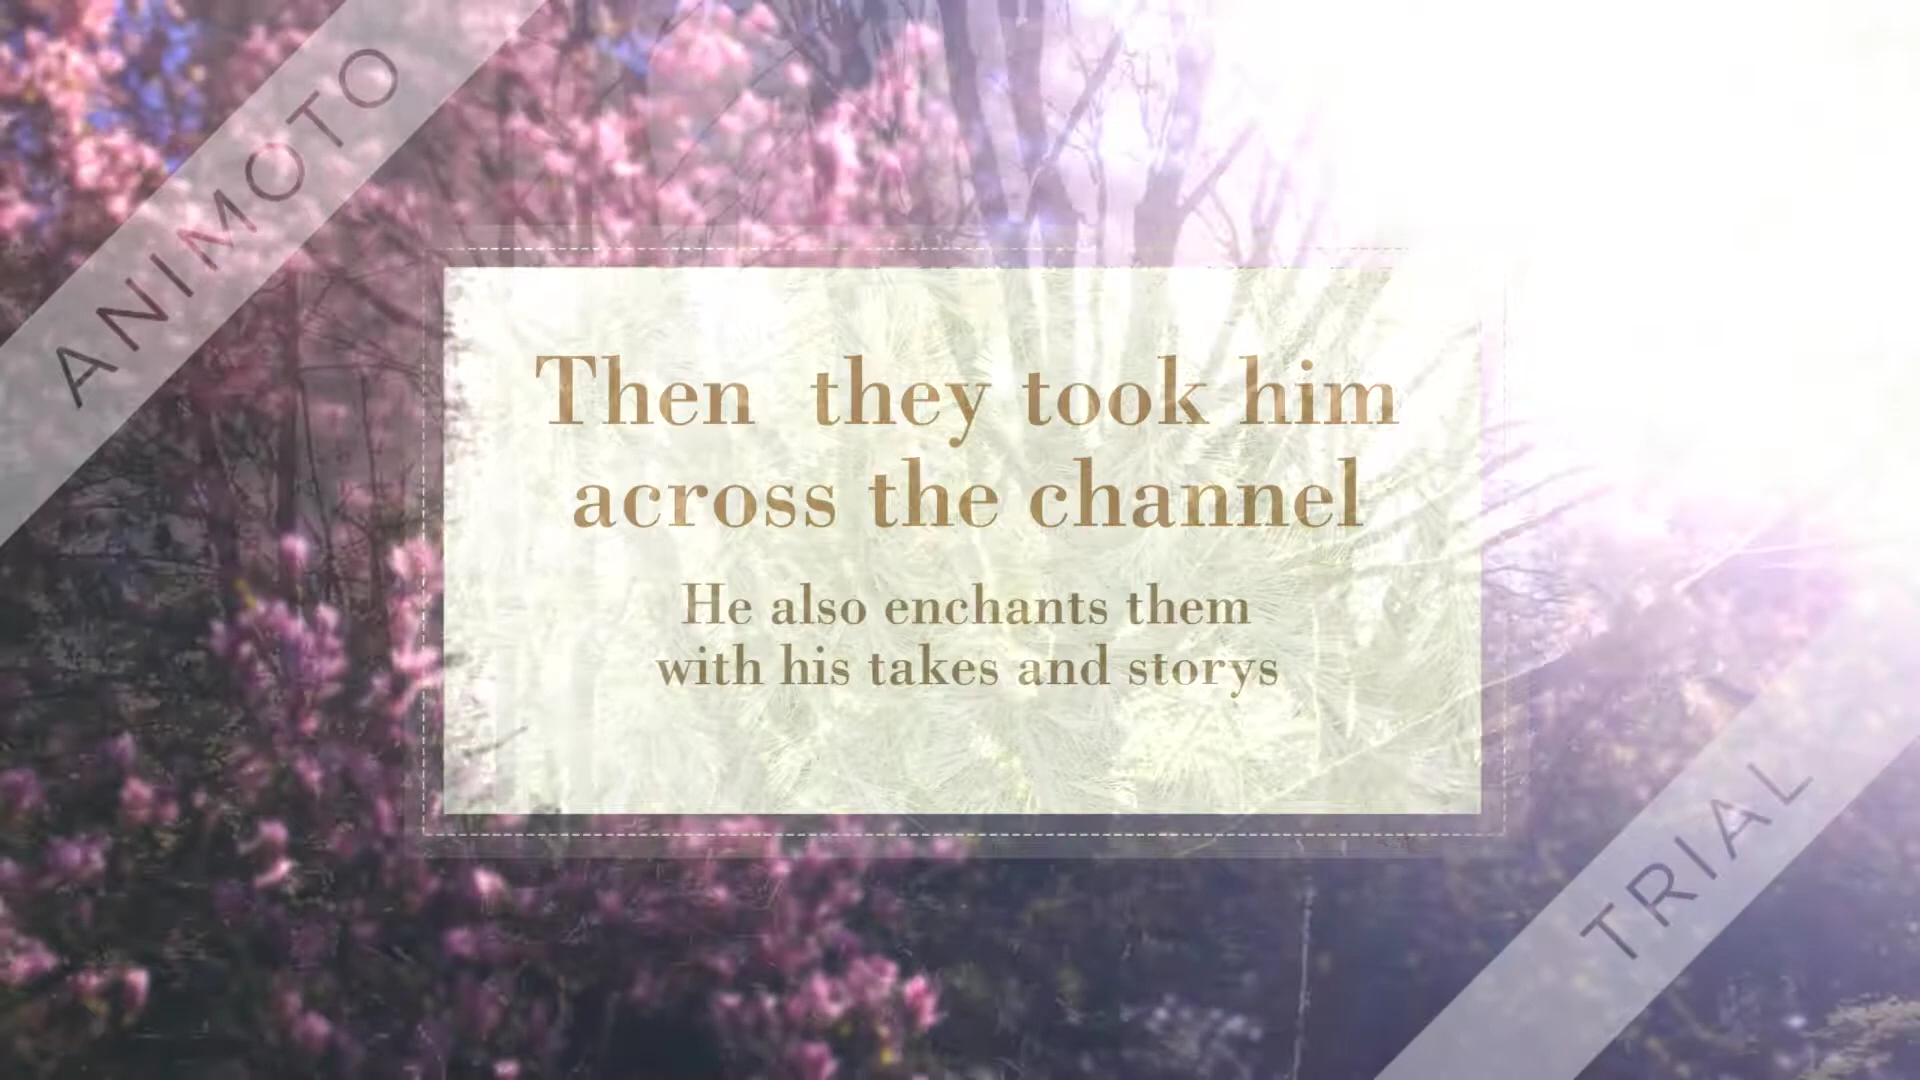 ANIMOTO
Then  they took him
across the channel
He also enchants them
with his takes and storys
TRIAL